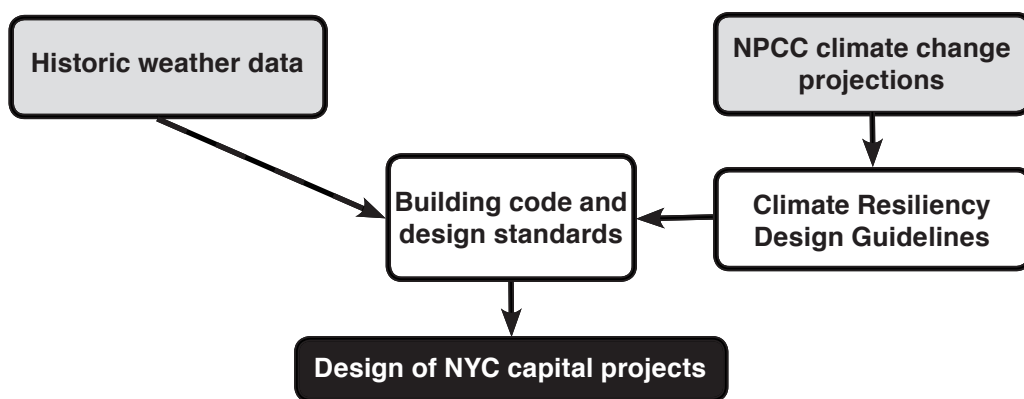 Historic weather data
NPCC climate change
projections
Building code and
design standards
Climate Resiliency
Design Guidelines
Design of NYC capital projects